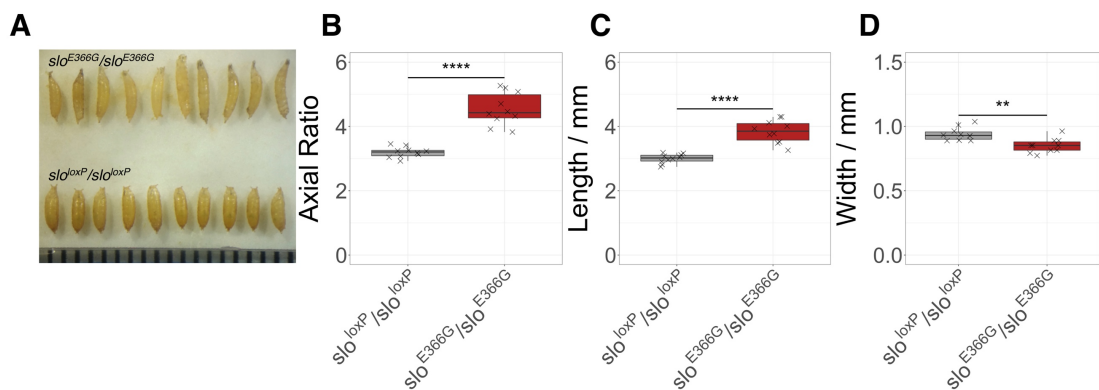 A
B
C
D
slo^E366G/slo^E366G
slo^loxP/slo^loxP
Axial Ratio
6
4
2
0
****
slo^loxP/slo^loxP
slo^E366G/slo^E366G
Length / mm
6
4
2
0
****
slo^loxP/slo^loxP
slo^E366G/slo^E366G
Width / mm
1.5
1.0
0.5
0.0
**
slo^loxP/slo^loxP
slo^E366G/slo^E366G